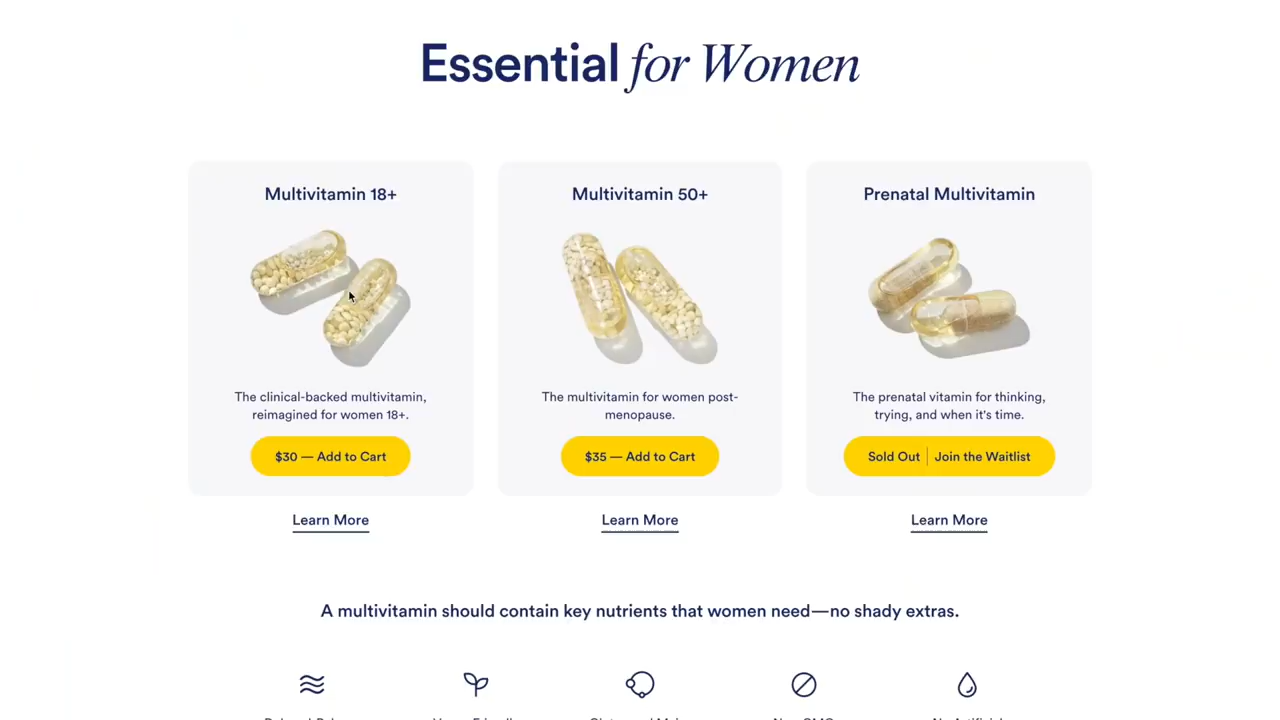 Essential for Women
Multivitamin 18+
Multivitamin 50+
Prenatal Multivitamin
The clinical-backed multivitamin,
reimagined for women 18+.
The multivitamin for women post-
menopause.
The prenatal vitamin for thinking,
trying, and when it's time.
$30 — Add to Cart
$35 — Add to Cart
Sold Out | Join the Waitlist
Learn More
Learn More
Learn More
A multivitamin should contain key nutrients that women need—no shady extras.